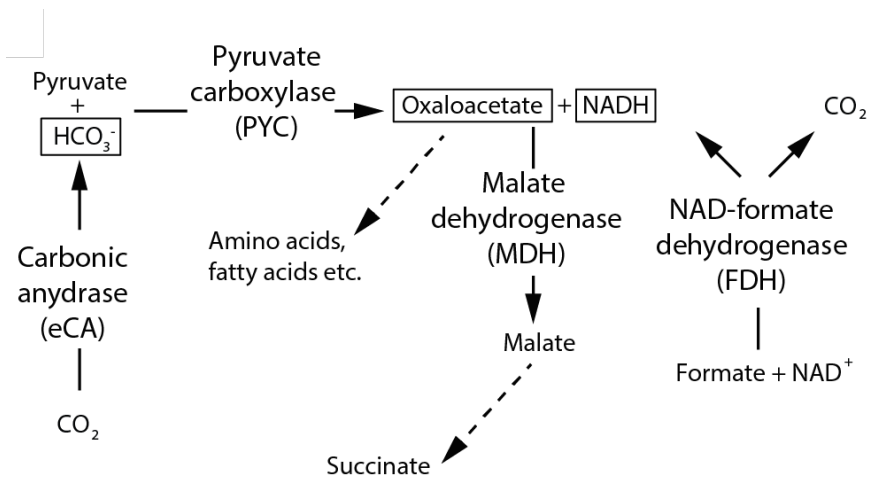 Pyruvate
+
HCO₃⁻
Pyruvate
carboxylase
(PYC)
Oxaloacetate + NADH
CO₂
Carbonic
anydrase
(eCA)
CO₂
Amino acids,
fatty acids etc.
Malate
dehydrogenase
(MDH)
Malate
Succinate
NAD-formate
dehydrogenase
(FDH)
Formate + NAD⁺